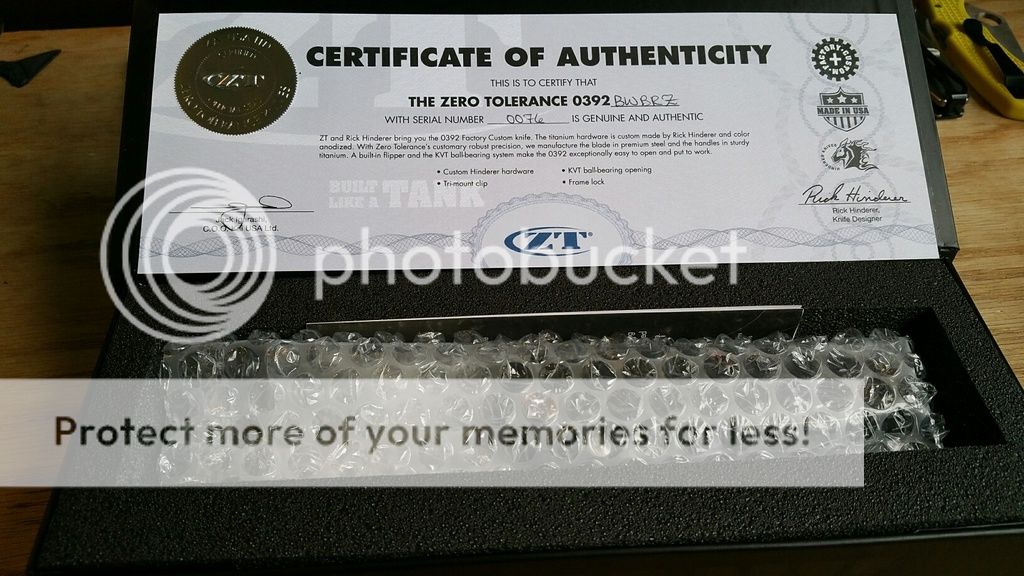 CERTIFICATE OF AUTHENTICITY
THIS IS TO CERTIFY THAT
THE ZERO TOLERANCE 0392 BWBRZ
WITH SERIAL NUMBER 0076 IS GENUINE AND AUTHENTIC
ZT and Rick Hinderer bring you the 0392 Factory Custom knife. The titanium hardware is custom made by Rick Hinderer and color
anodized. With Zero Tolerance's customary robust precision, we manufacture the blade in premium steel and the handles in sturdy
titanium. A built-in flipper and the KVT ball-bearing system make the 0392 exceptionally easy to open and put to work.
• Custom Hinderer hardware
• KVT ball-bearing opening
• Tri-mount clip
• Frame lock
BUILT
LIKE A TANK
ZT
MADE IN USA
Rick Hinderer
Rick Hinderer,
Knife Designer
USA Ltd.
ZT
photobucket
Protect more of your memories for less!